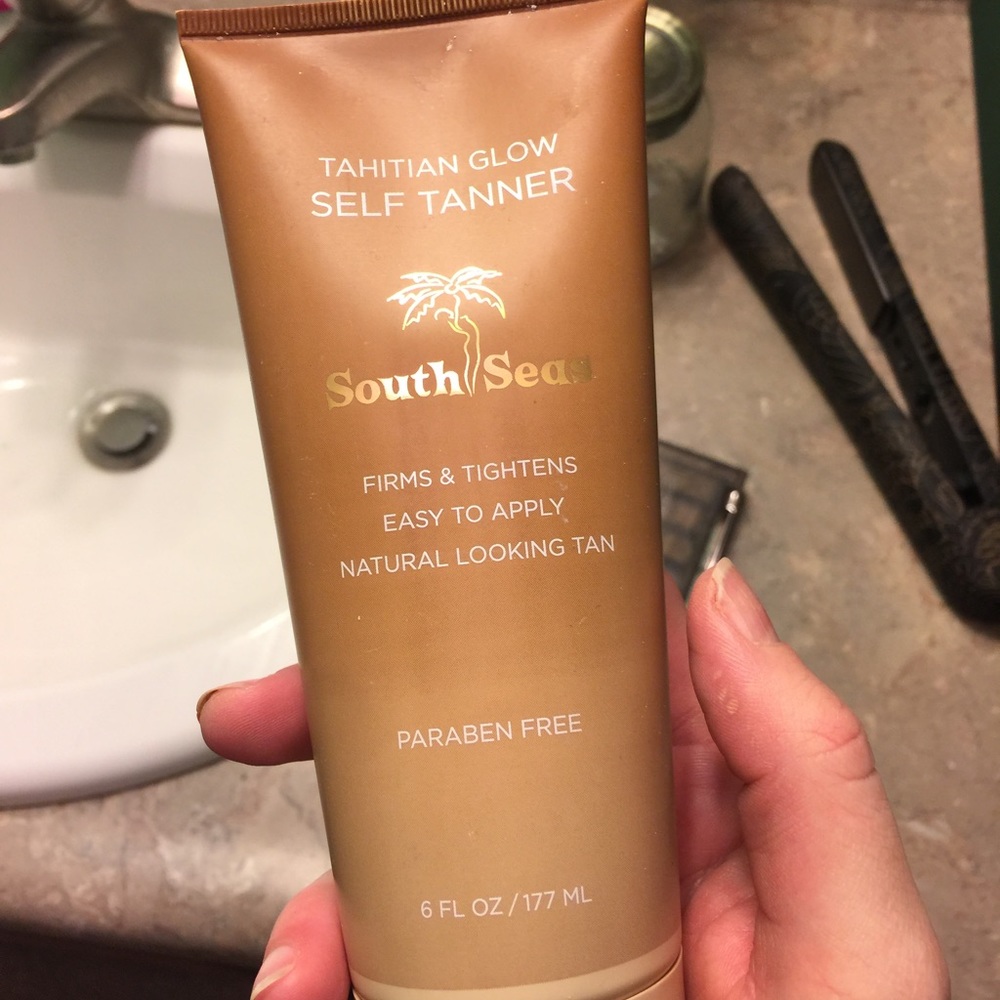 TAHITIAN GLOW
SELF TANNER
South Seas
FIRMS & TIGHTENS
EASY TO APPLY
NATURAL LOOKING TAN
PARABEN FREE
6 FL OZ / 177 ML